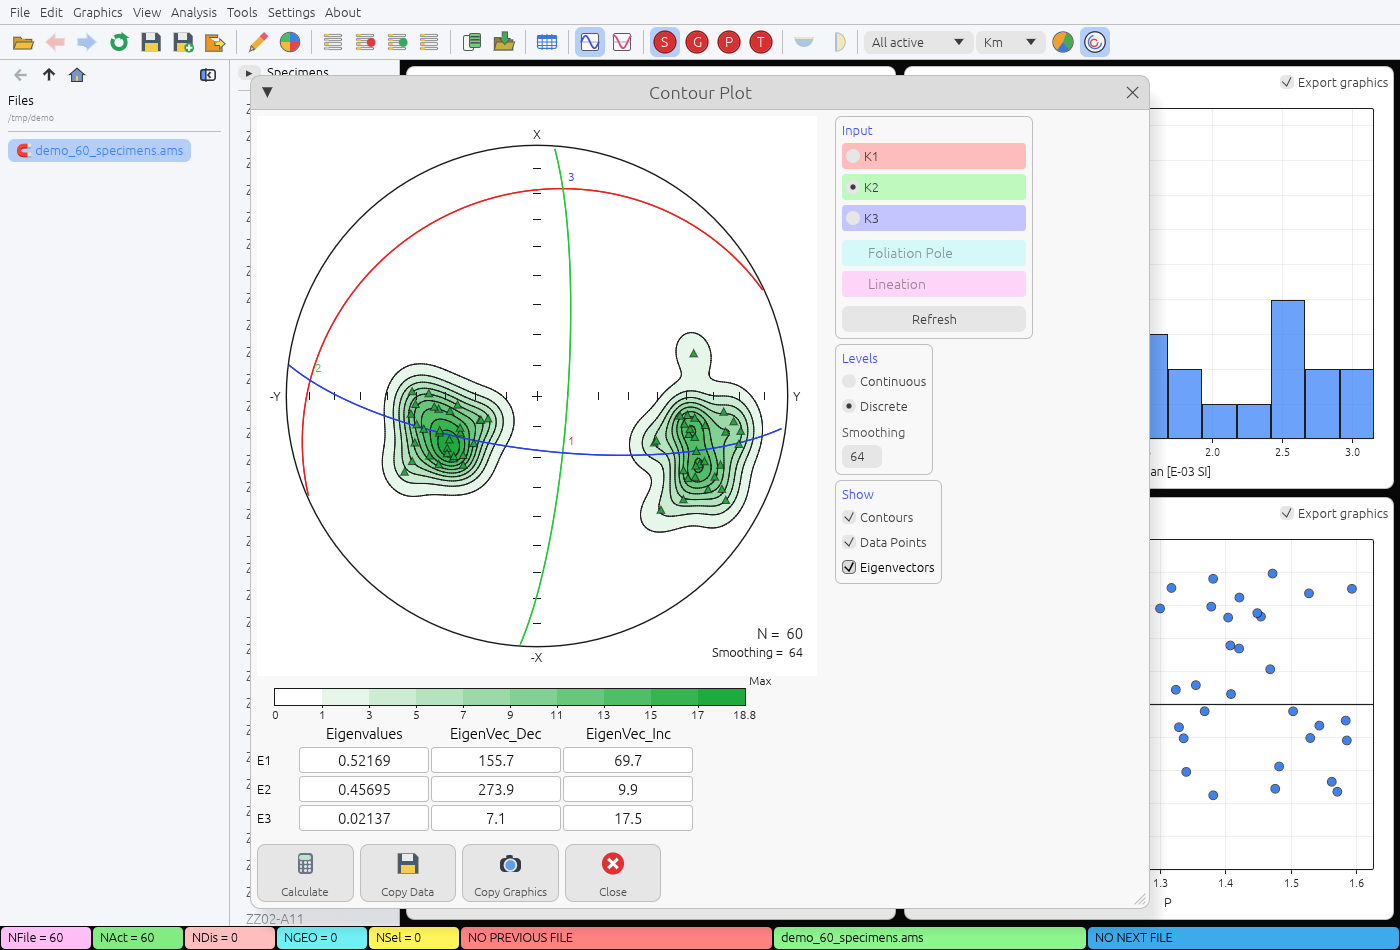 File Edit Graphics View Analysis Tools Settings About
S G P T All active Km
Files
/tmp/demo
demo_60_specimens.ams
Specimens
Contour Plot
X
3
2
-Y
Y
1
-X
N = 60
Smoothing = 64
Max
0 1 3 5 7 9 11 13 15 17 18.8
Eigenvalues EigenVec_Dec EigenVec_Inc
E1 0.52169 155.7 69.7
E2 0.45695 273.9 9.9
E3 0.02137 7.1 17.5
Calculate Copy Data Copy Graphics Close
Input
K1
K2
K3
Foliation Pole
Lineation
Refresh
Levels
Continuous
Discrete
Smoothing
64
Show
Contours
Data Points
Eigenvectors
Export graphics
2.0 2.5 3.0
an [E-03 SI]
Export graphics
1.3 1.4 1.5 1.6
P
ZZ02-A11
NFile = 60 NAct = 60 NDis = 0 NGEO = 0 NSel = 0 NO PREVIOUS FILE demo_60_specimens.ams NO NEXT FILE